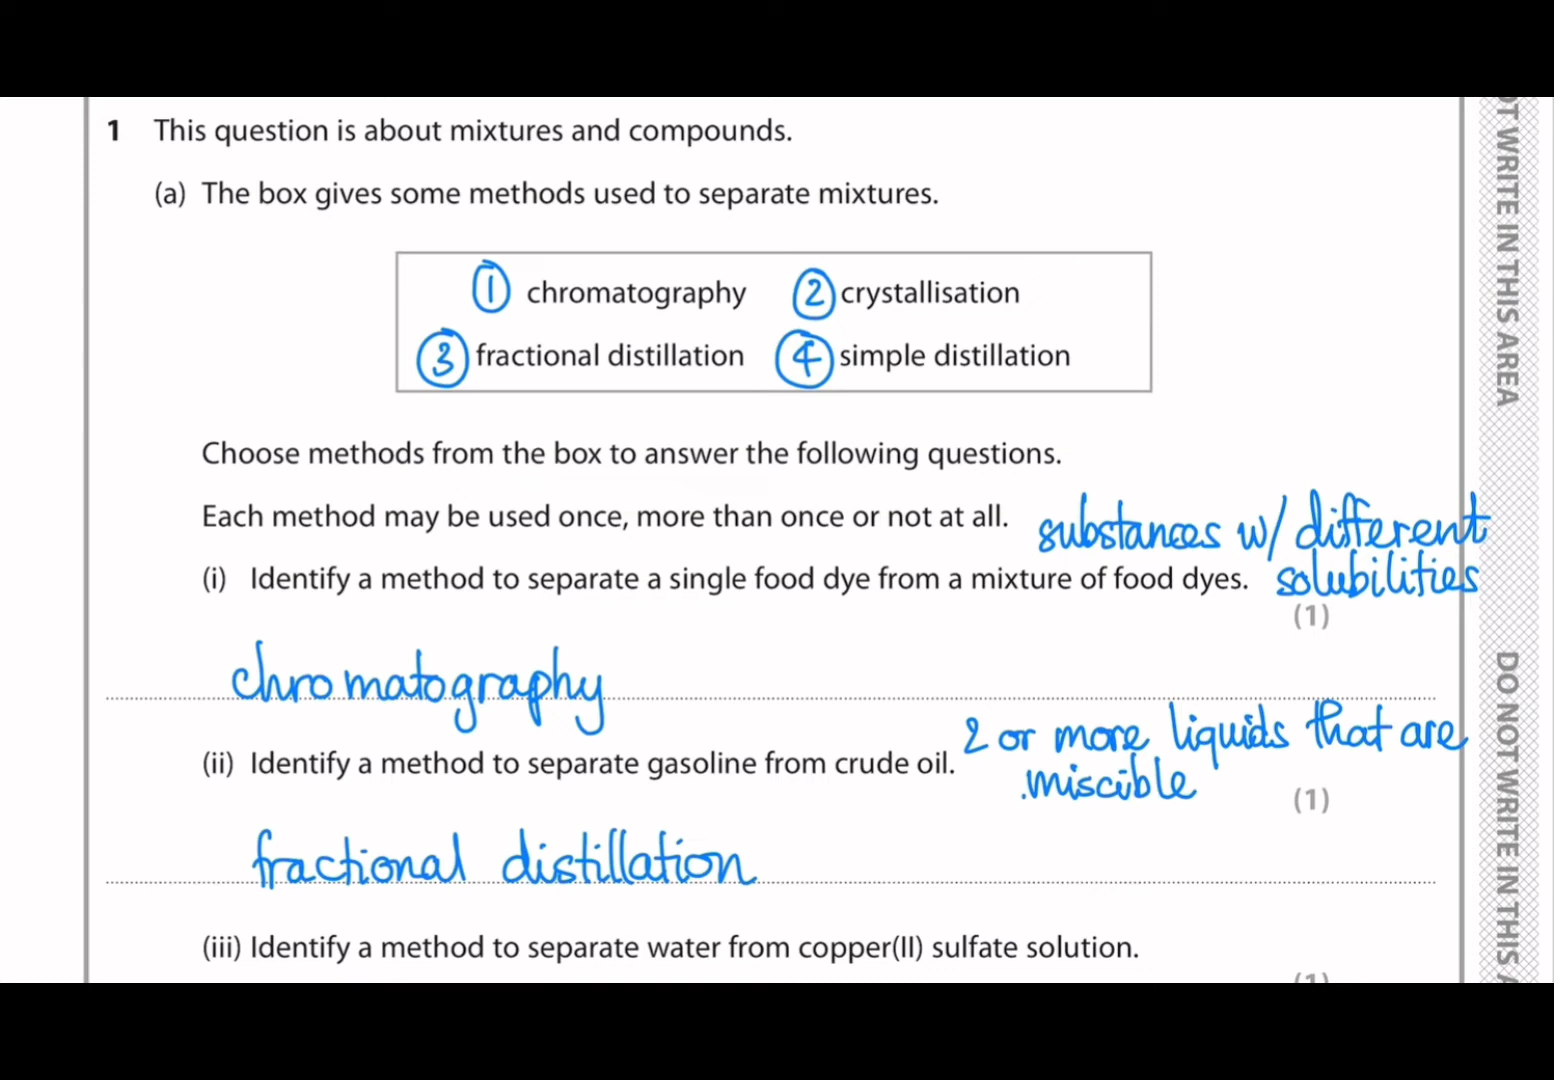 1 This question is about mixtures and compounds.
(a) The box gives some methods used to separate mixtures.
① chromatography ② crystallisation
③ fractional distillation ④ simple distillation
Choose methods from the box to answer the following questions.
Each method may be used once, more than once or not at all.
substances w/ different
(i) Identify a method to separate a single food dye from a mixture of food dyes.
solubilities
(1)
chromatography
2 or more liquids that are
(ii) Identify a method to separate gasoline from crude oil.
miscible
(1)
fractional distillation
(iii) Identify a method to separate water from copper(II) sulfate solution.
(1)
OT WRITE IN THIS AREA
DO NOT WRITE IN THIS A